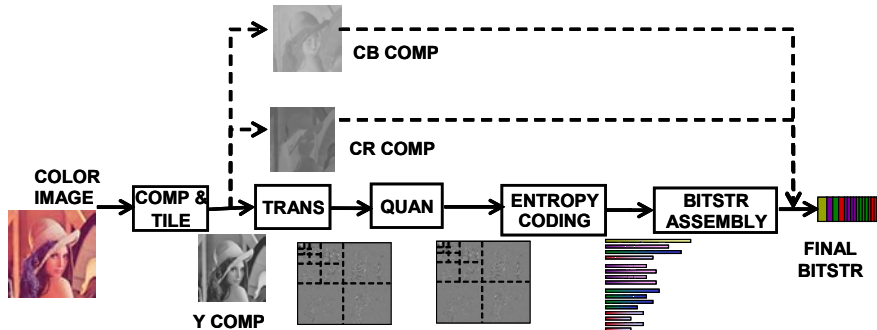 CB COMP
CR COMP
COLOR
IMAGE
COMP &
TILE
TRANS
QUAN
ENTROPY
CODING
BITSTR
ASSEMBLY
FINAL
BITSTR
Y COMP